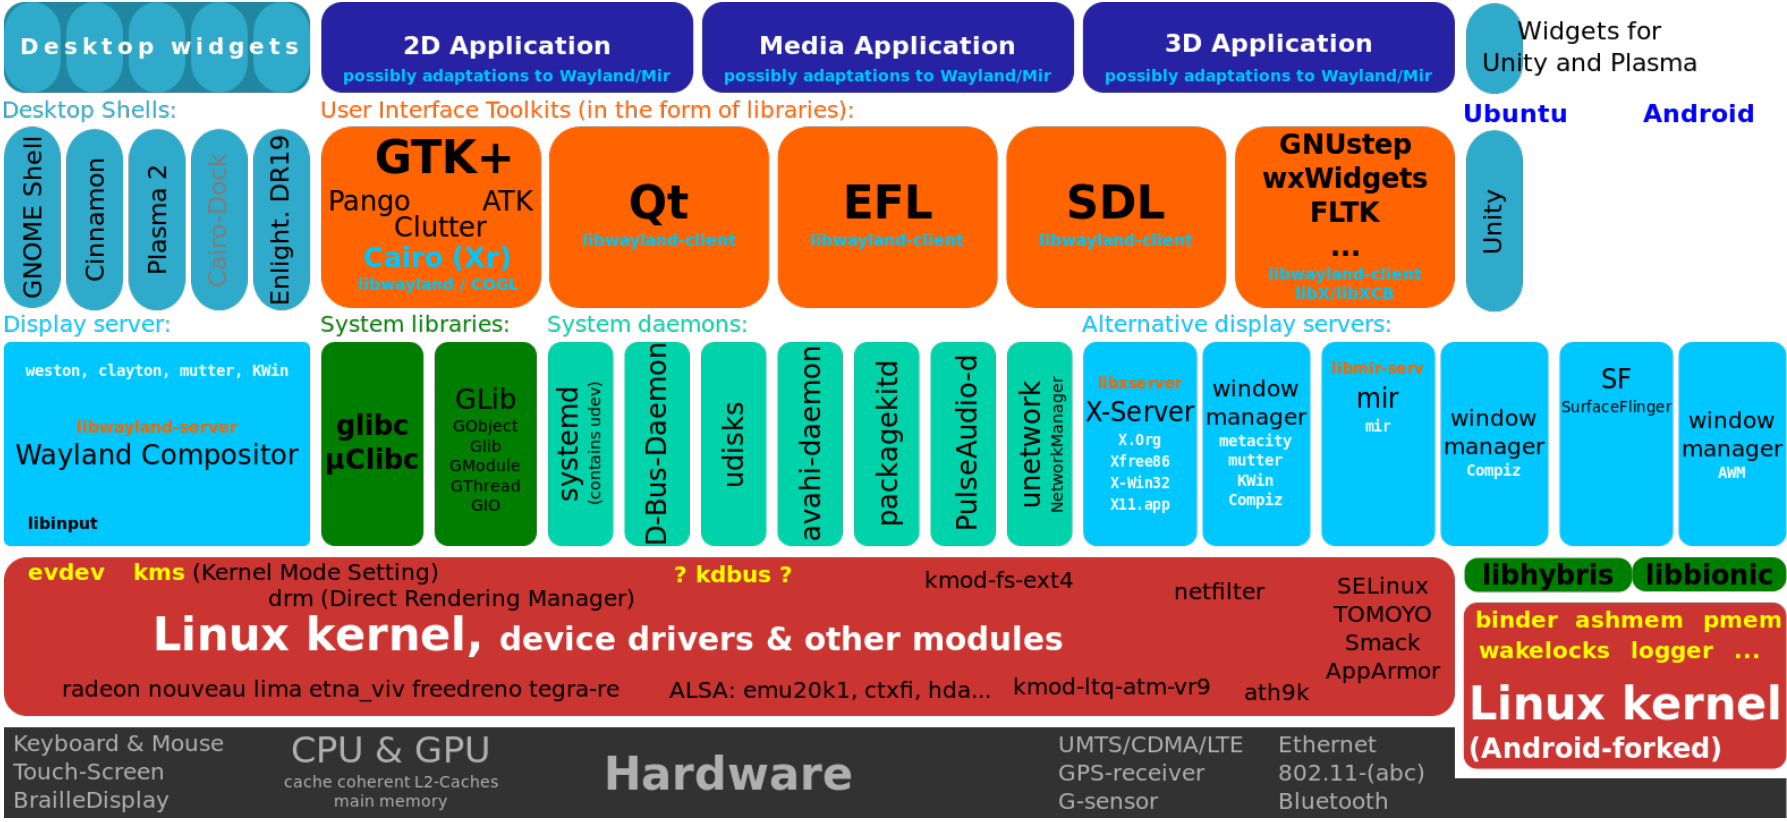 Desktop widgets
2D Application
possibly adaptations to Wayland/Mir
Media Application
possibly adaptations to Wayland/Mir
3D Application
possibly adaptations to Wayland/Mir
Widgets for
Unity and Plasma
Desktop Shells:
User Interface Toolkits (in the form of libraries):
Ubuntu
Android
GNOME Shell
Cinnamon
Plasma 2
Cairo-Dock
Enlight. DR19
GTK+
Pango ATK
Clutter
Cairo (Xr)
libwayland / COGL
Qt
libwayland-client
EFL
libwayland-client
SDL
libwayland-client
GNUstep
wxWidgets
FLTK
...
libwayland-client
libX/libXCB
Unity
Display server:
System libraries:
System daemons:
Alternative display servers:
weston, clayton, mutter, KWin
libwayland-server
Wayland Compositor
libinput
glibc
µClibc
GLib
GObject
Glib
GModule
GThread
GIO
systemd
(contains udev)
D-Bus-Daemon
udisks
avahi-daemon
packagekitd
PulseAudio-d
unetwork
NetworkManager
libxserver
X-Server
X.Org
Xfree86
X-Win32
X11.app
window
manager
metacity
mutter
KWin
Compiz
libmir-serv
mir
mir
window
manager
Compiz
SF
SurfaceFlinger
window
manager
AWM
evdev kms (Kernel Mode Setting)
drm (Direct Rendering Manager)
? kdbus ?
kmod-fs-ext4
netfilter
SELinux
TOMOYO
Smack
AppArmor
Linux kernel, device drivers & other modules
radeon nouveau lima etna_viv freedreno tegra-re
ALSA: emu20k1, ctxfi, hda...
kmod-ltq-atm-vr9
ath9k
libhybris
libbionic
binder ashmem pmem
wakelocks logger ...
Linux kernel
(Android-forked)
Keyboard & Mouse
Touch-Screen
BrailleDisplay
CPU & GPU
cache coherent L2-Caches
main memory
Hardware
UMTS/CDMA/LTE
GPS-receiver
G-sensor
Ethernet
802.11-(abc)
Bluetooth